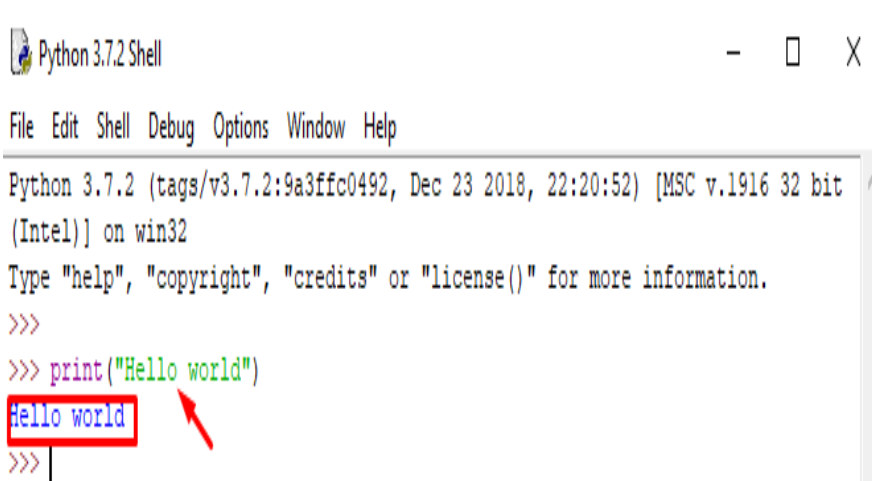 Python 3.7.2 Shell
File Edit Shell Debug Options Window Help
Python 3.7.2 (tags/v3.7.2:9a3ffc0492, Dec 23 2018, 22:20:52) [MSC v.1916 32 bit
(Intel)] on win32
Type "help", "copyright", "credits" or "license()" for more information.
>>>
>>> print("Hello world")
Hello world
>>>